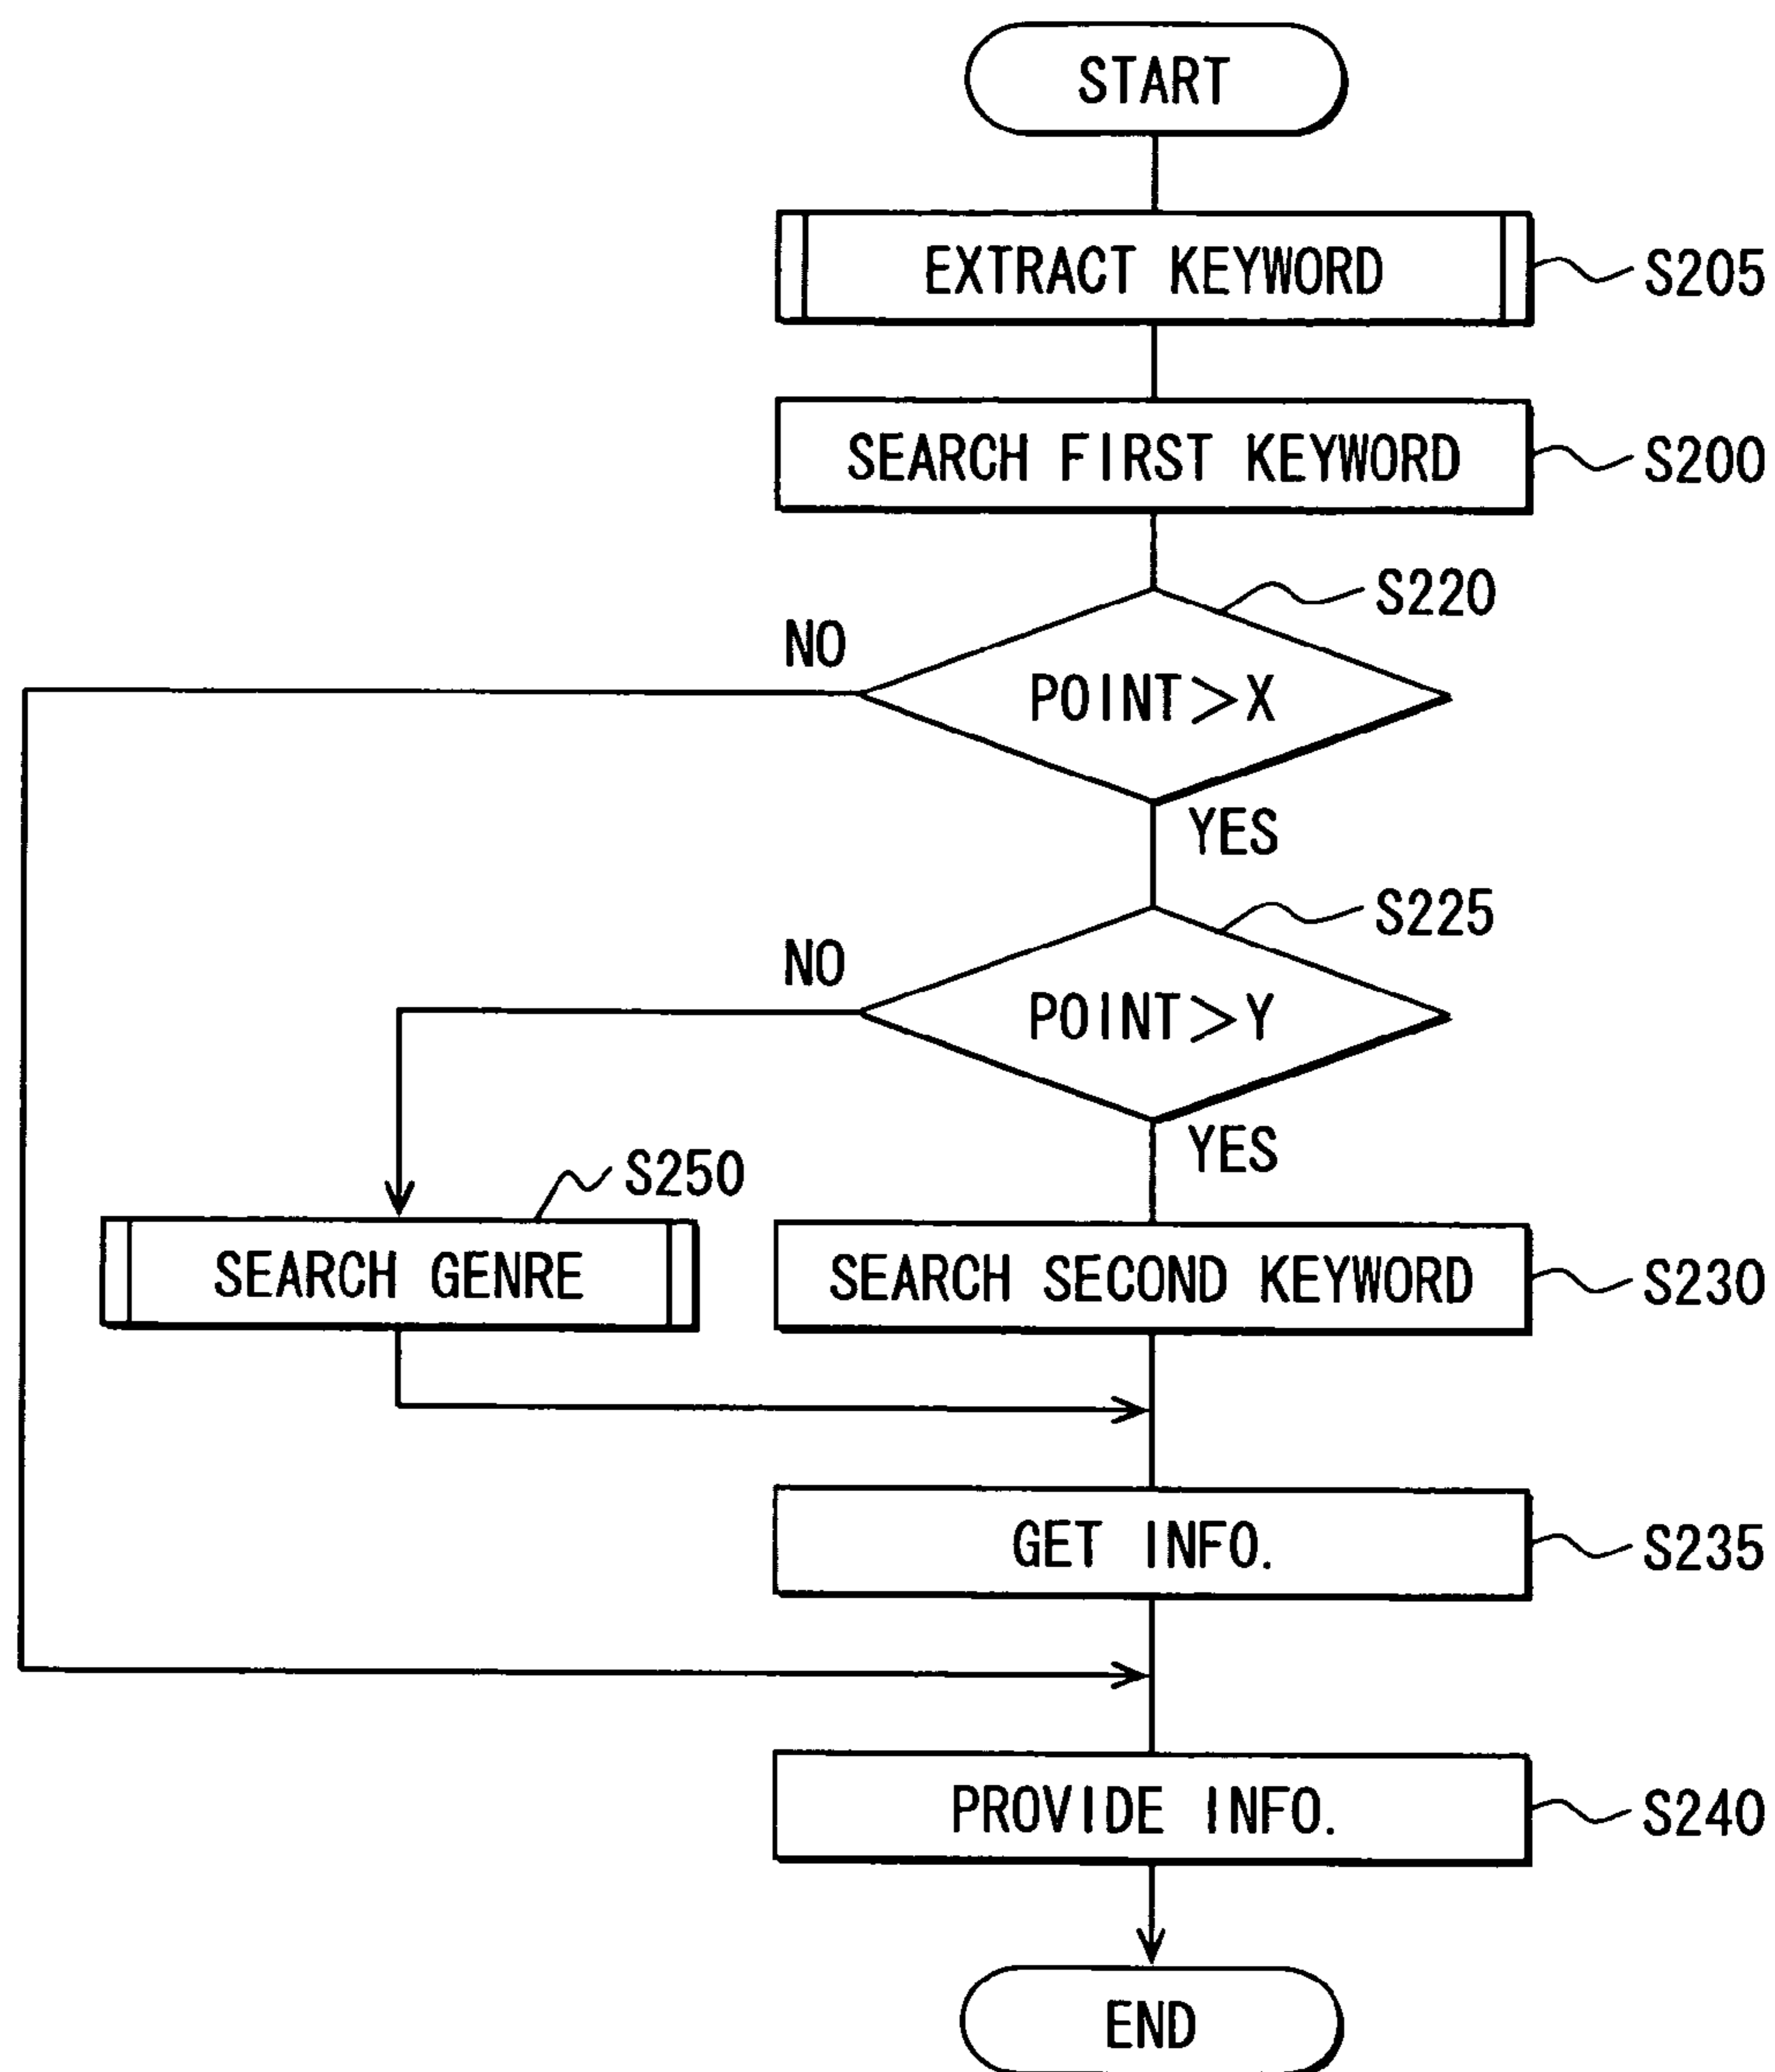 START
EXTRACT KEYWORD
S205
SEARCH FIRST KEYWORD
S200
S220
NO
POINT>X
YES
S225
NO
POINT>Y
YES
S250
SEARCH GENRE
SEARCH SECOND KEYWORD
S230
GET INFO.
S235
PROVIDE INFO.
S240
END